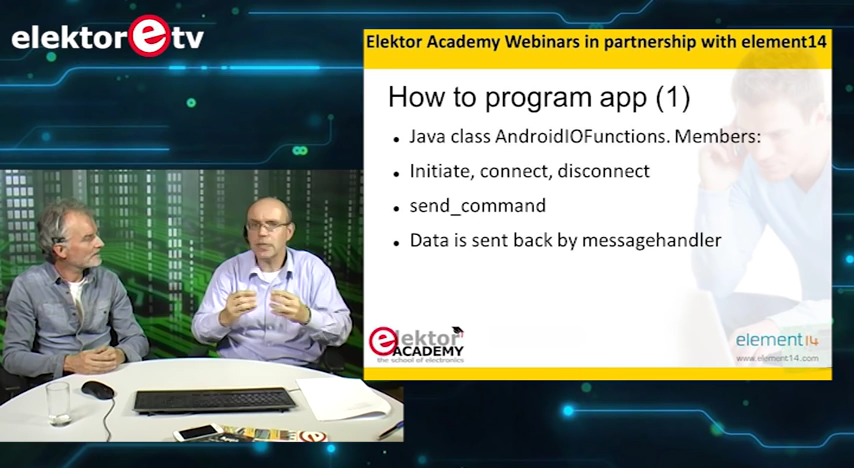 elektor e tv
Elektor Academy Webinars in partnership with element14
How to program app (1)
• Java class AndroidIOFunctions. Members:
• Initiate, connect, disconnect
• send_command
• Data is sent back by messagehandler
elektor
ACADEMY
the school of electronics
element14
www.element14.com